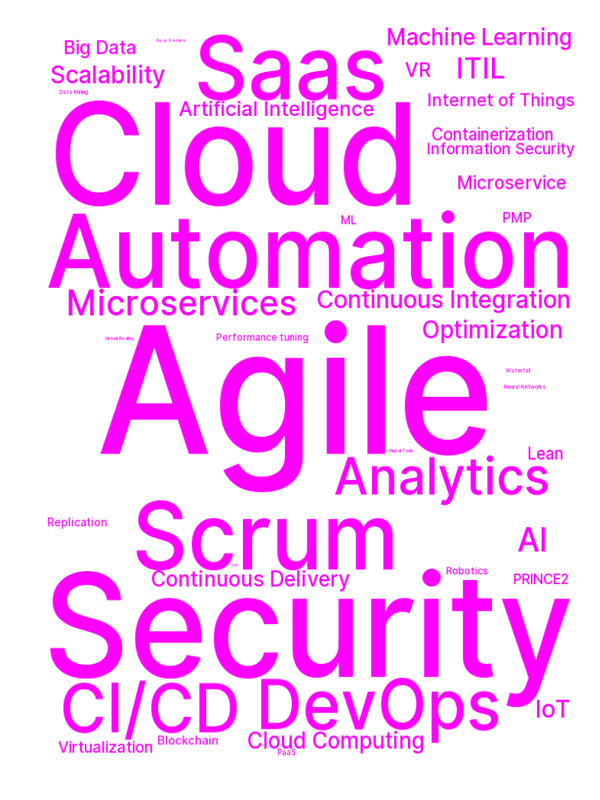 Big Data
Saas
Machine Learning
Scalability
VR
ITIL
Data Mining
Internet of Things
Artificial Intelligence
Cloud
Containerization
Information Security
Microservice
ML
PMP
Automation
Microservices
Continuous Integration
Optimization
Virtual Reality
Performance tuning
Agile
Waterfall
Neural Networks
Digital Twin
Lean
Analytics
Replication
Scrum
AI
Continuous Delivery
Robotics
PRINCE2
Security
CI/CD
DevOps
IoT
Virtualization
Blockchain
Cloud Computing
PaaS